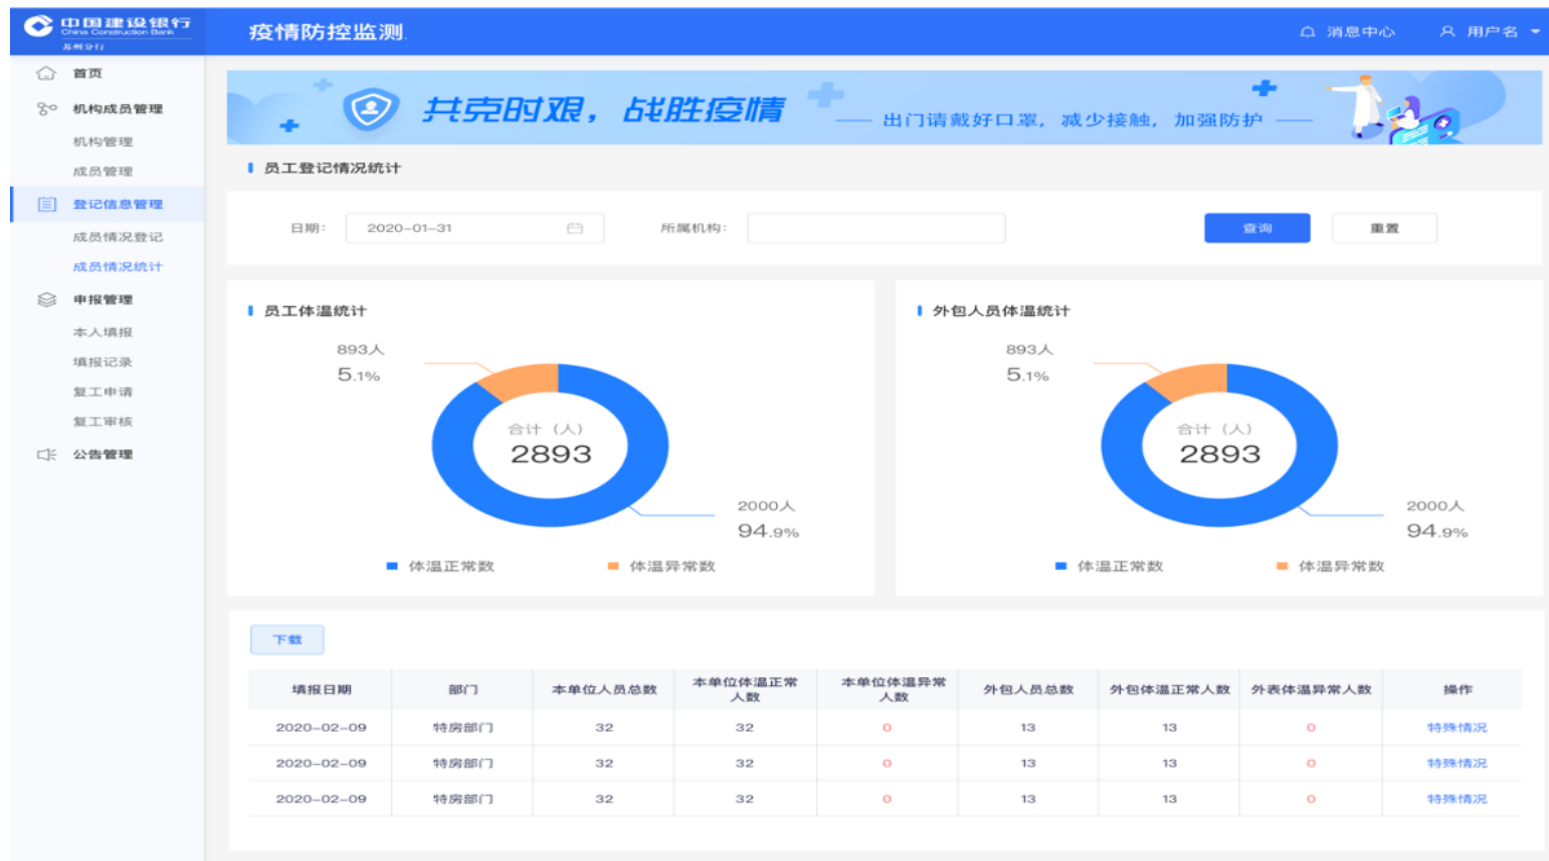 中国建设银行
China Construction Bank
苏州分行
疫情防控监测
消息中心
用户名
首页
机构成员管理
机构管理
成员管理
登记信息管理
成员情况登记
成员情况统计
申报管理
本人填报
填报记录
复工申请
复工审核
公告管理
共克时艰，战胜疫情
出门请戴好口罩，减少接触，加强防护
员工登记情况统计
日期： 2020-01-31 所属机构： 查询 重置
员工体温统计
893人
5.1%
合计（人）
2893
2000人
94.9%
体温正常数 体温异常数
外包人员体温统计
893人
5.1%
合计（人）
2893
2000人
94.9%
体温正常数 体温异常数
下载
填报日期 部门 本单位人员总数 本单位体温正常人数 本单位体温异常人数 外包人员总数 外包体温正常人数 外表体温异常人数 操作
2020-02-09 特房部门 32 32 0 13 13 0 特殊情况
2020-02-09 特房部门 32 32 0 13 13 0 特殊情况
2020-02-09 特房部门 32 32 0 13 13 0 特殊情况